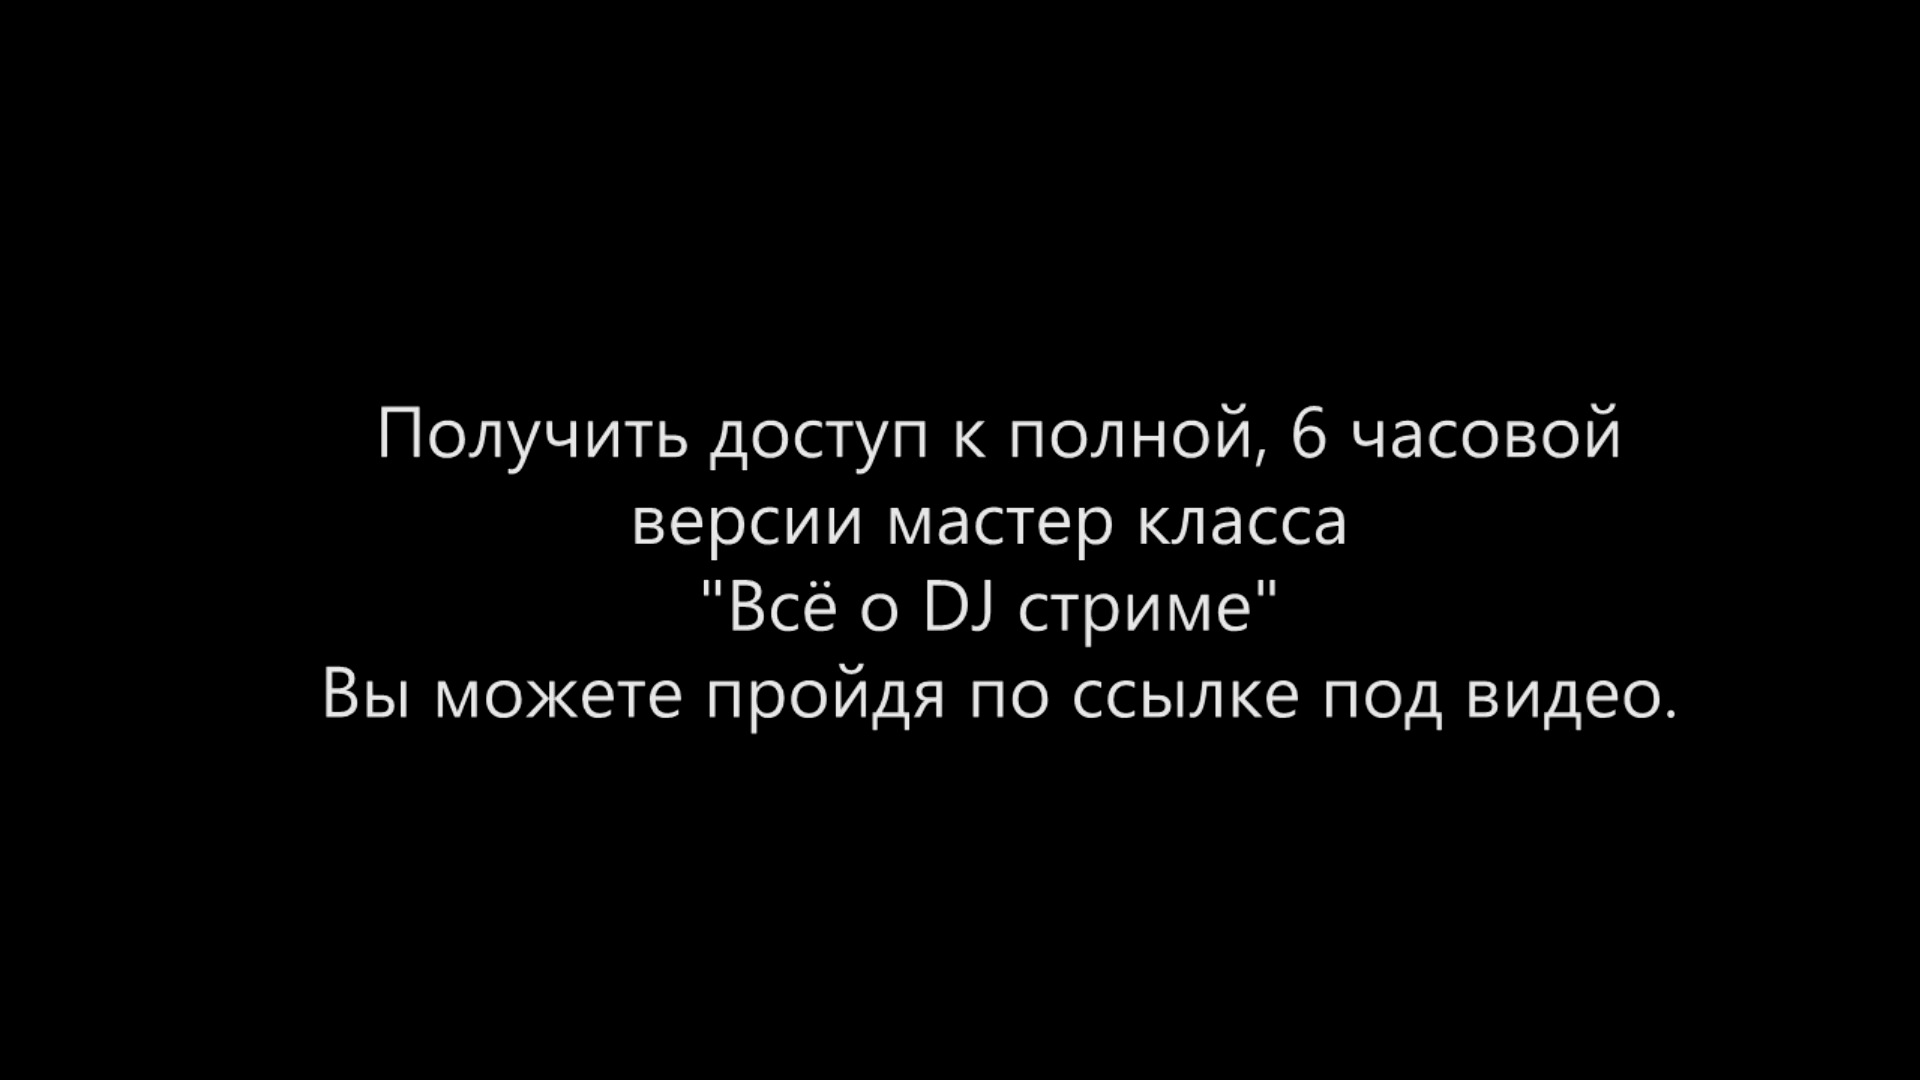 Получить доступ к полной, 6 часовой
версии мастер класса
"Всё о DJ стриме"
Вы можете пройдя по ссылке под видео.